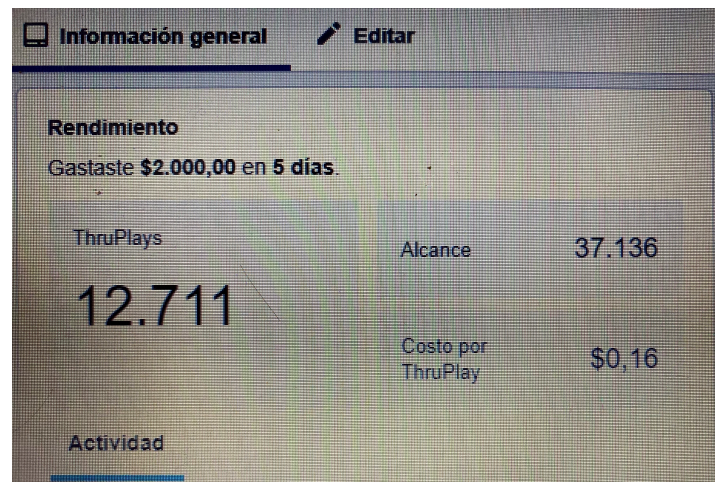 Información general
Editar
Rendimiento
Gastaste $2.000,00 en 5 días.
ThruPlays
12.711
Alcance
37.136
Costo por
ThruPlay
$0,16
Actividad